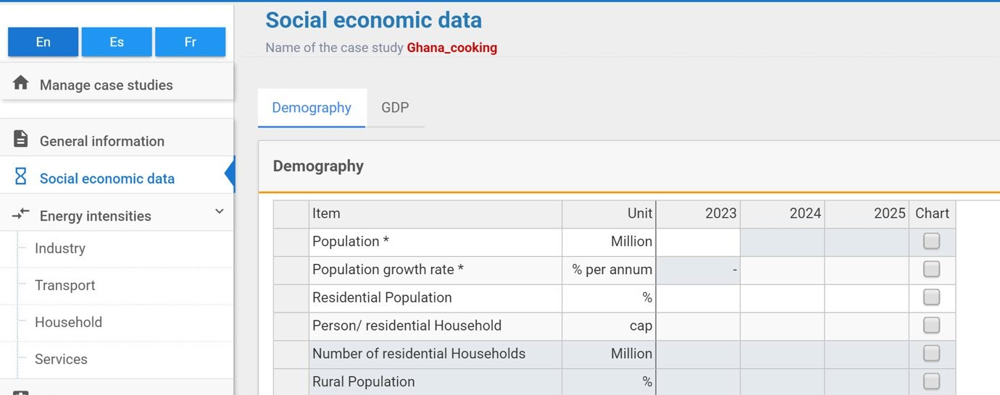 Social economic data
Name of the case study Ghana_cooking
En Es Fr
Manage case studies
General information
Social economic data
Energy intensities
Industry
Transport
Household
Services
Demography GDP
Demography
Item Unit 2023 2024 2025 Chart
Population * Million
Population growth rate * % per annum -
Residential Population %
Person/ residential Household cap
Number of residential Households Million
Rural Population %